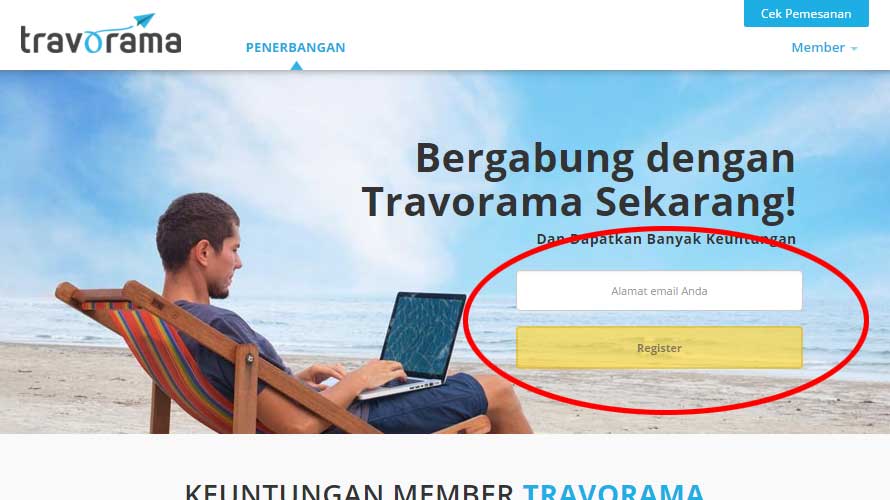 Cek Pemesanan
travorama
PENERBANGAN
Member
Bergabung dengan
Travorama Sekarang!
Dan Dapatkan Banyak Keuntungan
Alamat email Anda
Register
KEUNTUNGAN MEMBER TRAVORAMA